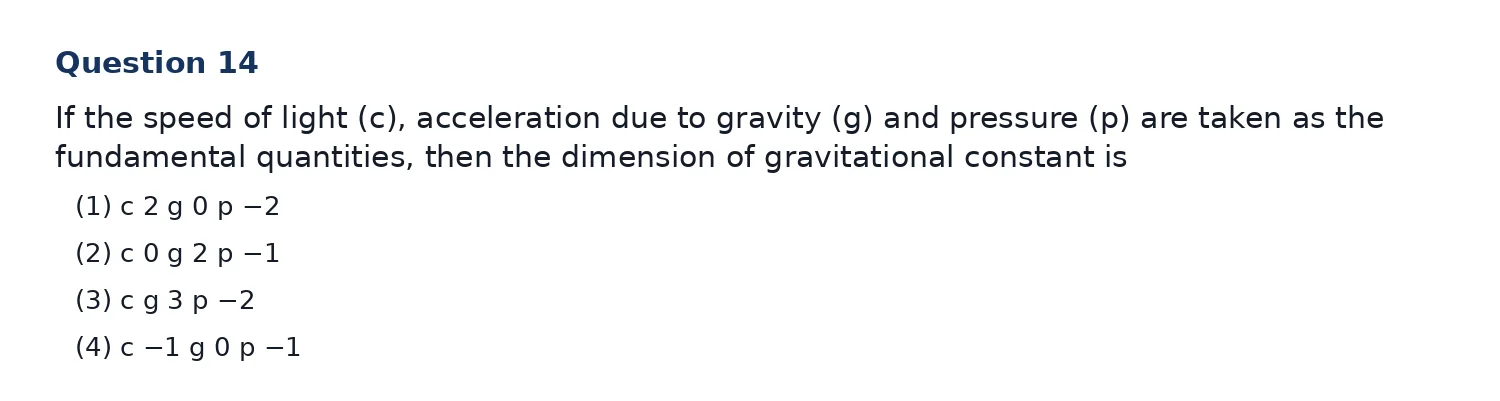 Question 14
If the speed of light (c), acceleration due to gravity (g) and pressure (p) are taken as the
fundamental quantities, then the dimension of gravitational constant is
(1) c 2 g 0 p −2
(2) c 0 g 2 p −1
(3) c g 3 p −2
(4) c −1 g 0 p −1